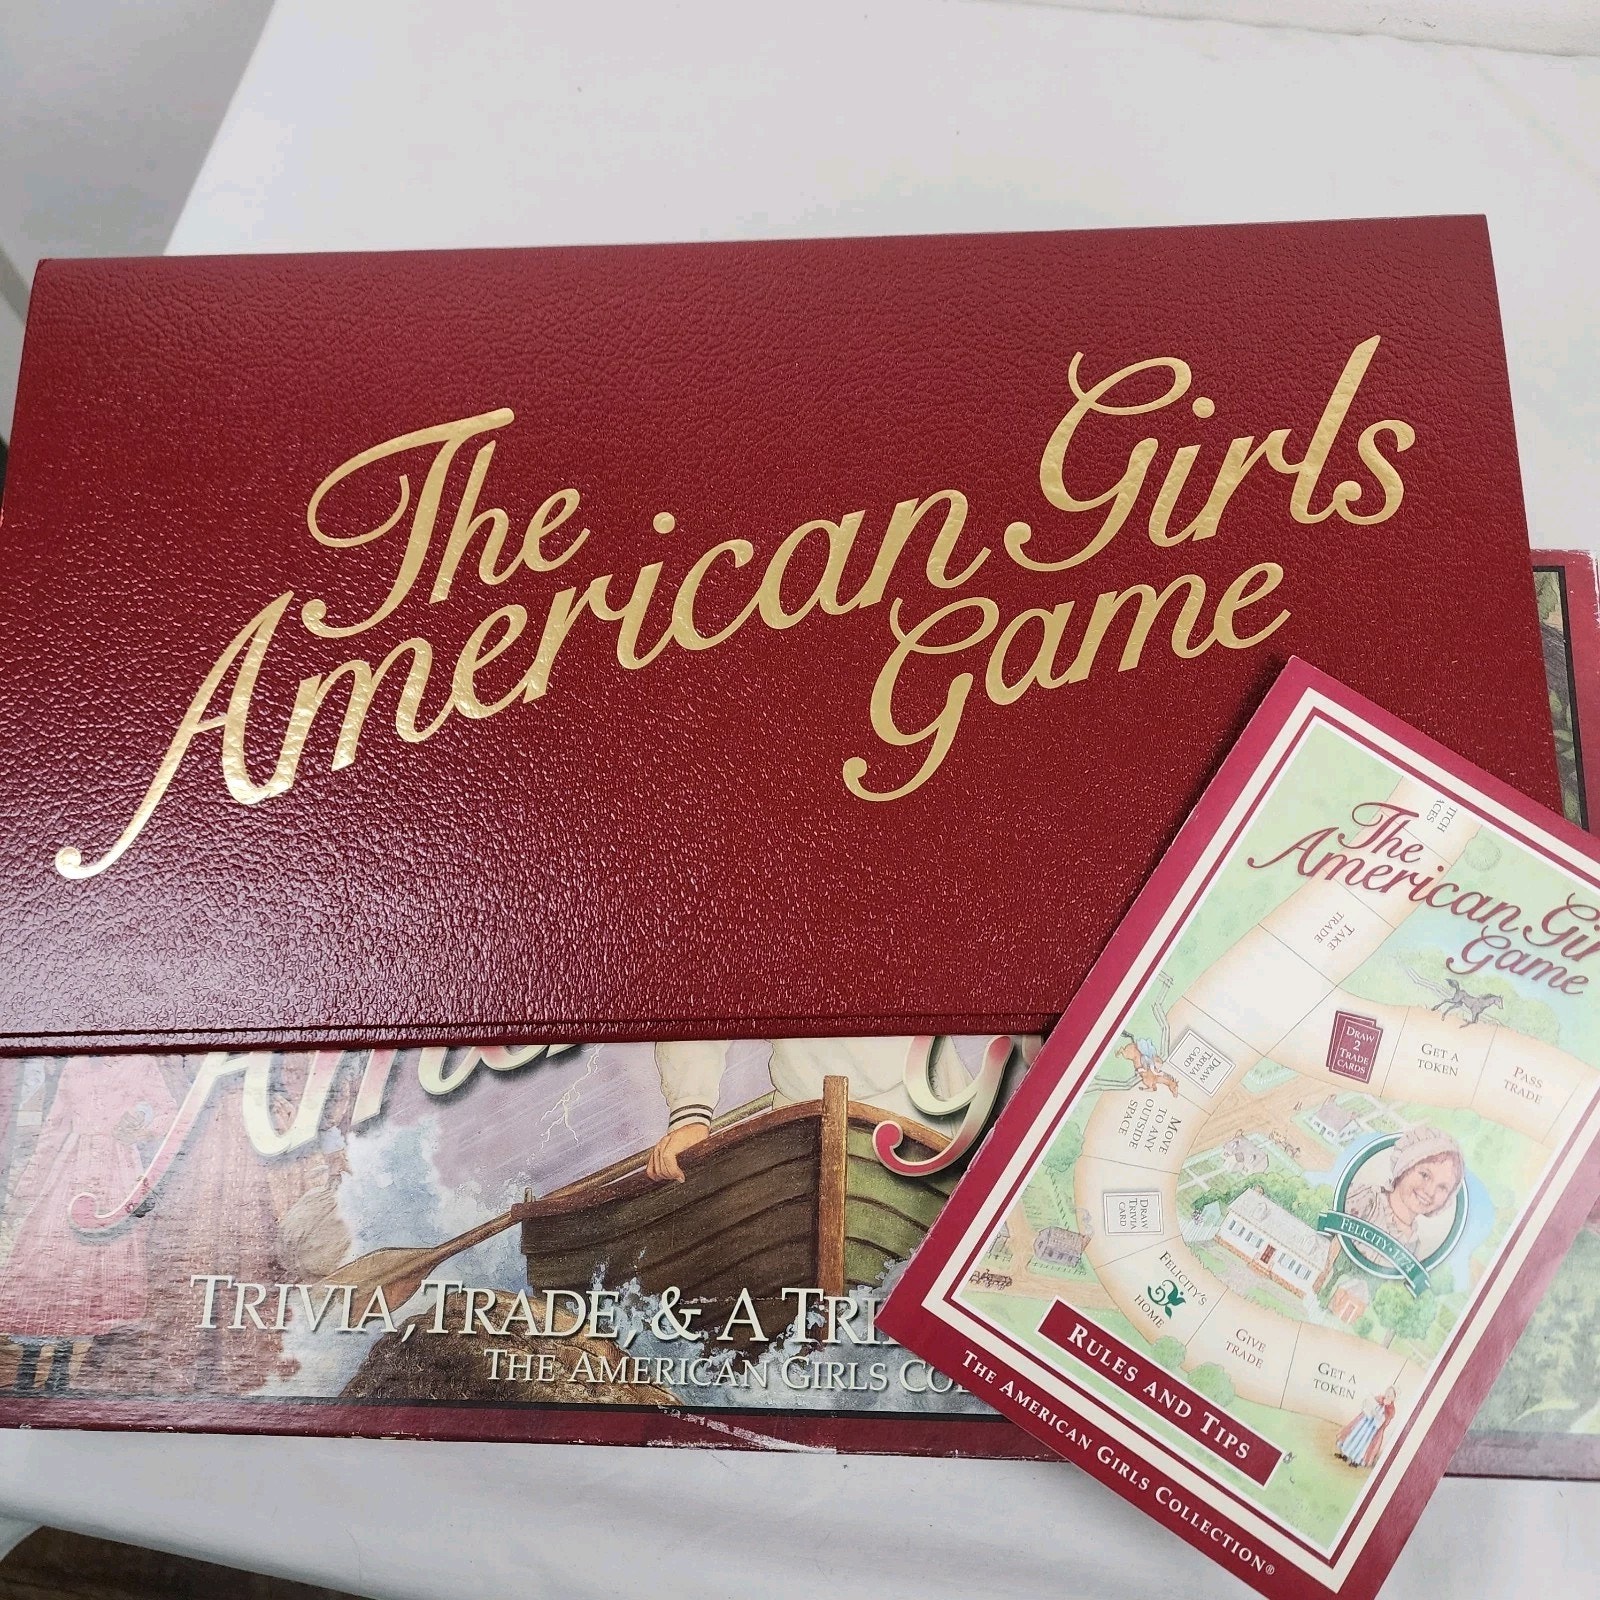 The
American Girls
Game
TRIVIA, TRADE, & A TRI
THE AMERICAN GIRLS CO
The
American Gir
Game
TAKE
TRADE
DRAW
2
TRADE
CARDS
GET A
TOKEN
PASS
TRADE
DRAW
TRIVIA
CARD
MOVE
TO ANY
OUTSIDE
SPACE
DRAW
TRIVIA
CARD
FELICITY · 1774
FELICITY'S
HOME
GIVE
TRADE
GET A
TOKEN
RULES AND TIPS
THE AMERICAN GIRLS COLLECTION®